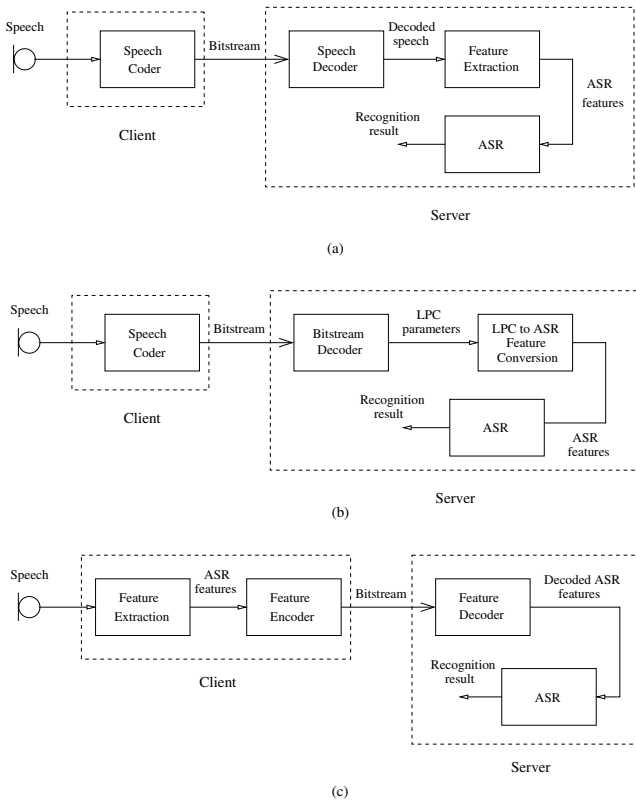 Speech
Speech
Coder
Client
Bitstream
Speech
Decoder
Decoded
speech
Feature
Extraction
ASR
features
Recognition
result
ASR
Server
(a)
Speech
Speech
Coder
Client
Bitstream
Bitstream
Decoder
LPC
parameters
LPC to ASR
Feature
Conversion
Recognition
result
ASR
ASR
features
Server
(b)
Speech
Feature
Extraction
ASR
features
Feature
Encoder
Client
Bitstream
Feature
Decoder
Decoded ASR
features
Recognition
result
ASR
Server
(c)